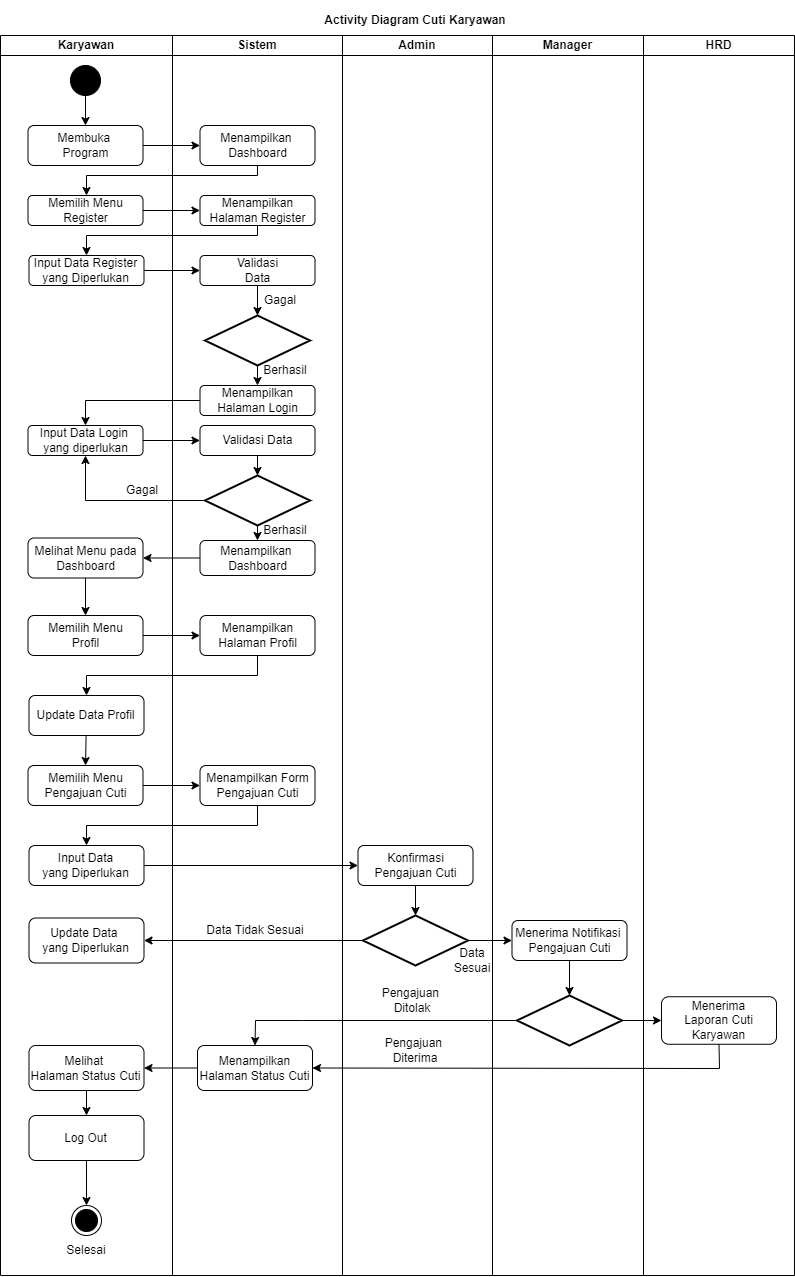 Activity Diagram Cuti Karyawan
Karyawan
Sistem
Admin
Manager
HRD
Membuka
Program
Menampilkan
Dashboard
Memilih Menu
Register
Menampilkan
Halaman Register
Input Data Register
yang Diperlukan
Validasi
Data
Gagal
Berhasil
Menampilkan
Halaman Login
Input Data Login
yang diperlukan
Validasi Data
Gagal
Berhasil
Melihat Menu pada
Dashboard
Menampilkan
Dashboard
Memilih Menu
Profil
Menampilkan
Halaman Profil
Update Data Profil
Memilih Menu
Pengajuan Cuti
Menampilkan Form
Pengajuan Cuti
Input Data
yang Diperlukan
Konfirmasi
Pengajuan Cuti
Update Data
yang Diperlukan
Data Tidak Sesuai
Data
Sesuai
Menerima Notifikasi
Pengajuan Cuti
Pengajuan
Ditolak
Menerima
Laporan Cuti
Karyawan
Pengajuan
Diterima
Melihat
Halaman Status Cuti
Menampilkan
Halaman Status Cuti
Log Out
Selesai